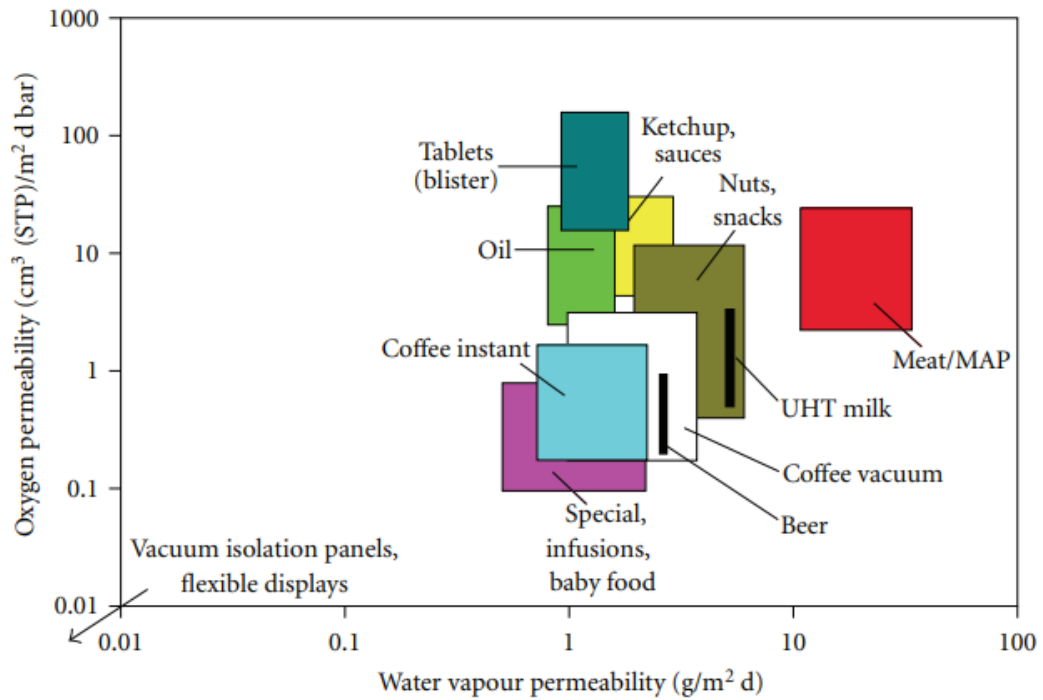 Oxygen permeability (cm³ (STP)/m² d bar)
1000
100
10
1
0.1
0.01
Tablets
(blister)
Ketchup,
sauces
Nuts,
snacks
Oil
Coffee instant
Meat/MAP
UHT milk
Coffee vacuum
Beer
Special,
infusions,
baby food
Vacuum isolation panels,
flexible displays
0.01
0.1
1
10
100
Water vapour permeability (g/m² d)